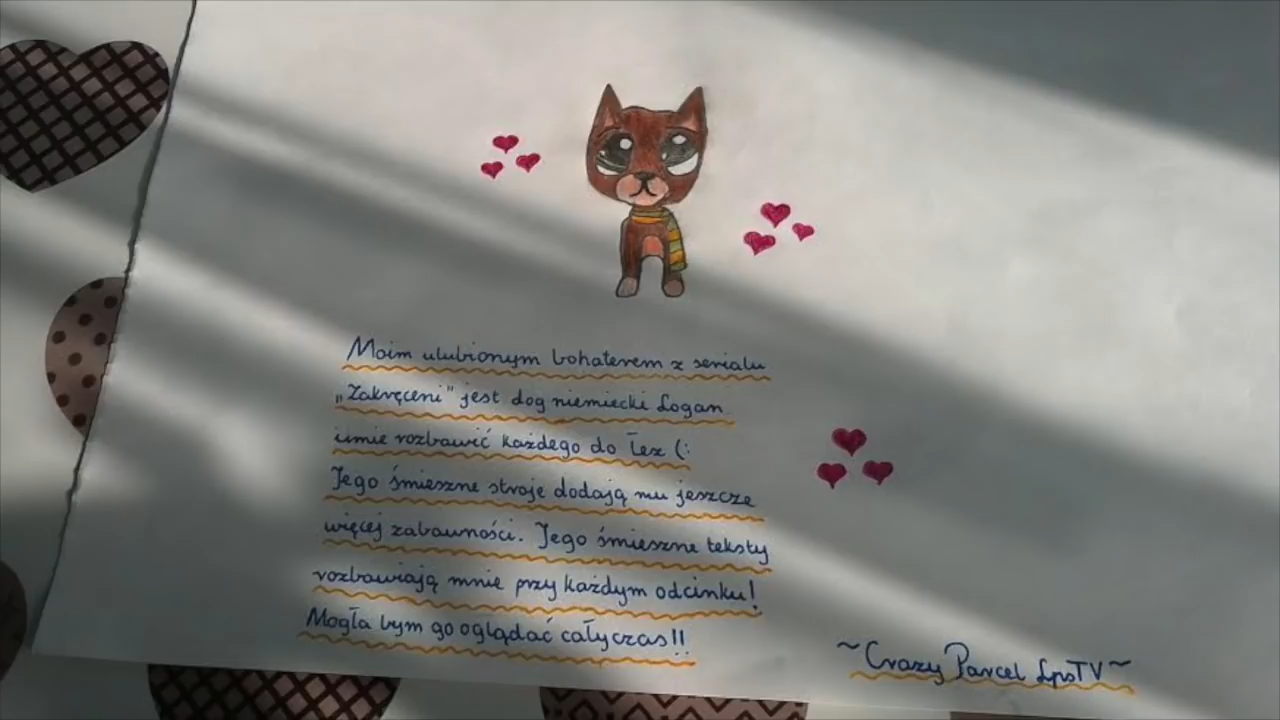 Moim ulubionym bohaterem z serialu
„Zakręceni" jest dog niemiecki Logan
umie rozbawić każdego do łez (:
Jego śmieszne stroje dodają mu jeszcze
więcej zabawności. Jego śmieszne teksty
rozbawiają mnie przy każdym odcinku!
Mogła bym go oglądać cały czas!!
~Crazy Parcel LpsTV~